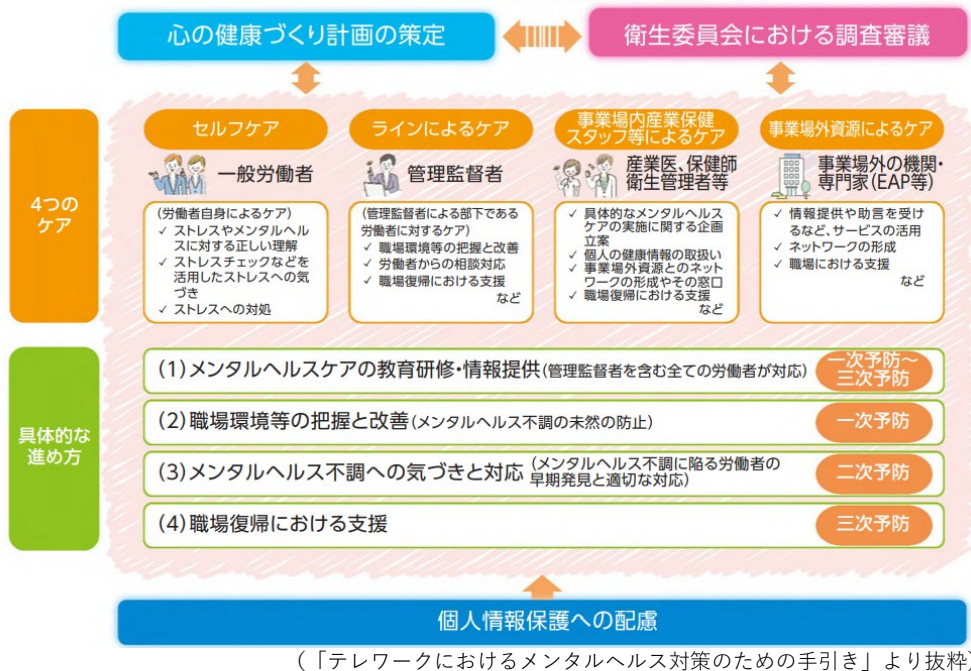 心の健康づくり計画の策定
衛生委員会における調査審議
4つの
ケア
セルフケア
一般労働者
(労働者自身によるケア)
✓ ストレスやメンタルヘ
ルスに対する正しい理解
✓ ストレスチェックなどを
活用したストレスへの気
づき
✓ ストレスへの対処
ラインによるケア
管理監督者
(管理監督者による部下である
労働者に対するケア)
✓ 職場環境等の把握と改善
✓ 労働者からの相談対応
✓ 職場復帰における支援
など
事業場内産業保健
スタッフ等によるケア
産業医、保健師
衛生管理者等
✓ 具体的なメンタルヘルス
ケアの実施に関する企画
立案
✓ 個人の健康情報の取扱い
✓ 事業場外資源とのネット
ワークの形成やその窓口
✓ 職場復帰における支援
など
事業場外資源によるケア
事業場外の機関・
専門家(EAP等)
✓ 情報提供や助言を受け
るなど、サービスの活用
✓ ネットワークの形成
✓ 職場における支援
など
具体的な
進め方
(1)メンタルヘルスケアの教育研修・情報提供(管理監督者を含む全ての労働者が対応)
一次予防~
三次予防
(2)職場環境等の把握と改善(メンタルヘルス不調の未然の防止)
一次予防
(3)メンタルヘルス不調への気づきと対応(メンタルヘルス不調に陥る労働者の
早期発見と適切な対応)
二次予防
(4)職場復帰における支援
三次予防
個人情報保護への配慮
(「テレワークにおけるメンタルヘルス対策のための手引き」より抜粋)